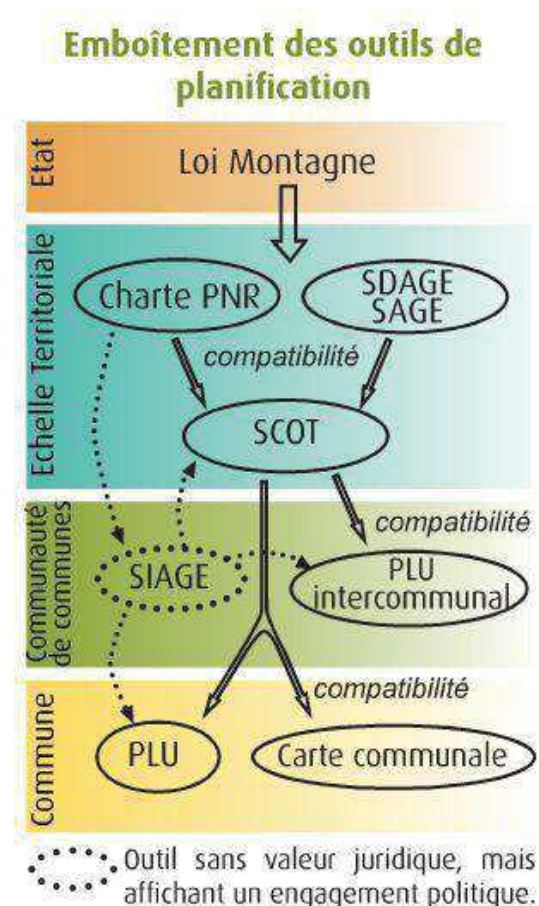 Emboîtement des outils de
planification
Etat
Loi Montagne
Echelle Territoriale
Charte PNR
SDAGE
SAGE
compatibilité
SCOT
Communauté
de communes
compatibilité
SIAGE
PLU
intercommunal
Commune
compatibilité
PLU
Carte communale
Outil sans valeur juridique, mais
affichant un engagement politique.